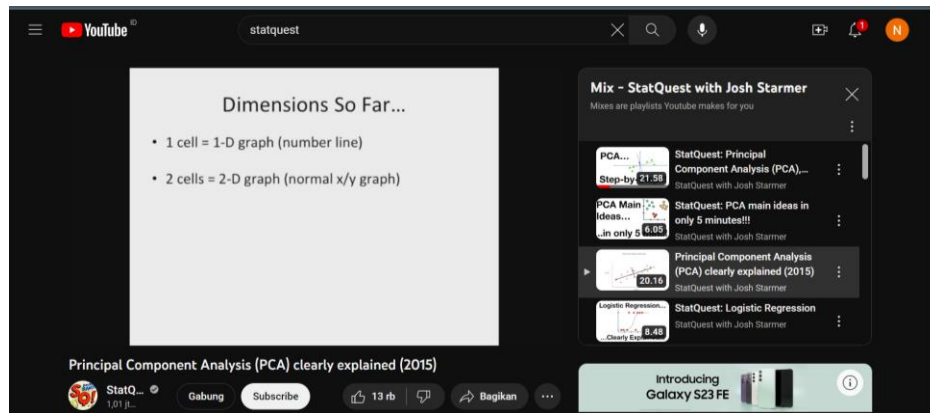 YouTube ID
statquest
1
N
Dimensions So Far...
• 1 cell = 1-D graph (number line)
• 2 cells = 2-D graph (normal x/y graph)
Principal Component Analysis (PCA) clearly explained (2015)
StatQ...
1,01 jt...
Gabung
Subscribe
13 rb
Bagikan
Mix - StatQuest with Josh Starmer
Mixes are playlists Youtube makes for you
PCA...
Step-by-
21.58
StatQuest: Principal
Component Analysis (PCA),...
StatQuest with Josh Starmer
PCA Main
Ideas...
...in only 5
6.05
StatQuest: PCA main ideas in
only 5 minutes!!!
StatQuest with Josh Starmer
20.16
Principal Component Analysis
(PCA) clearly explained (2015)
StatQuest with Josh Starmer
Logistic Regression...
...Clearly Exp
8.48
StatQuest: Logistic Regression
StatQuest with Josh Starmer
Introducing
Galaxy S23 FE